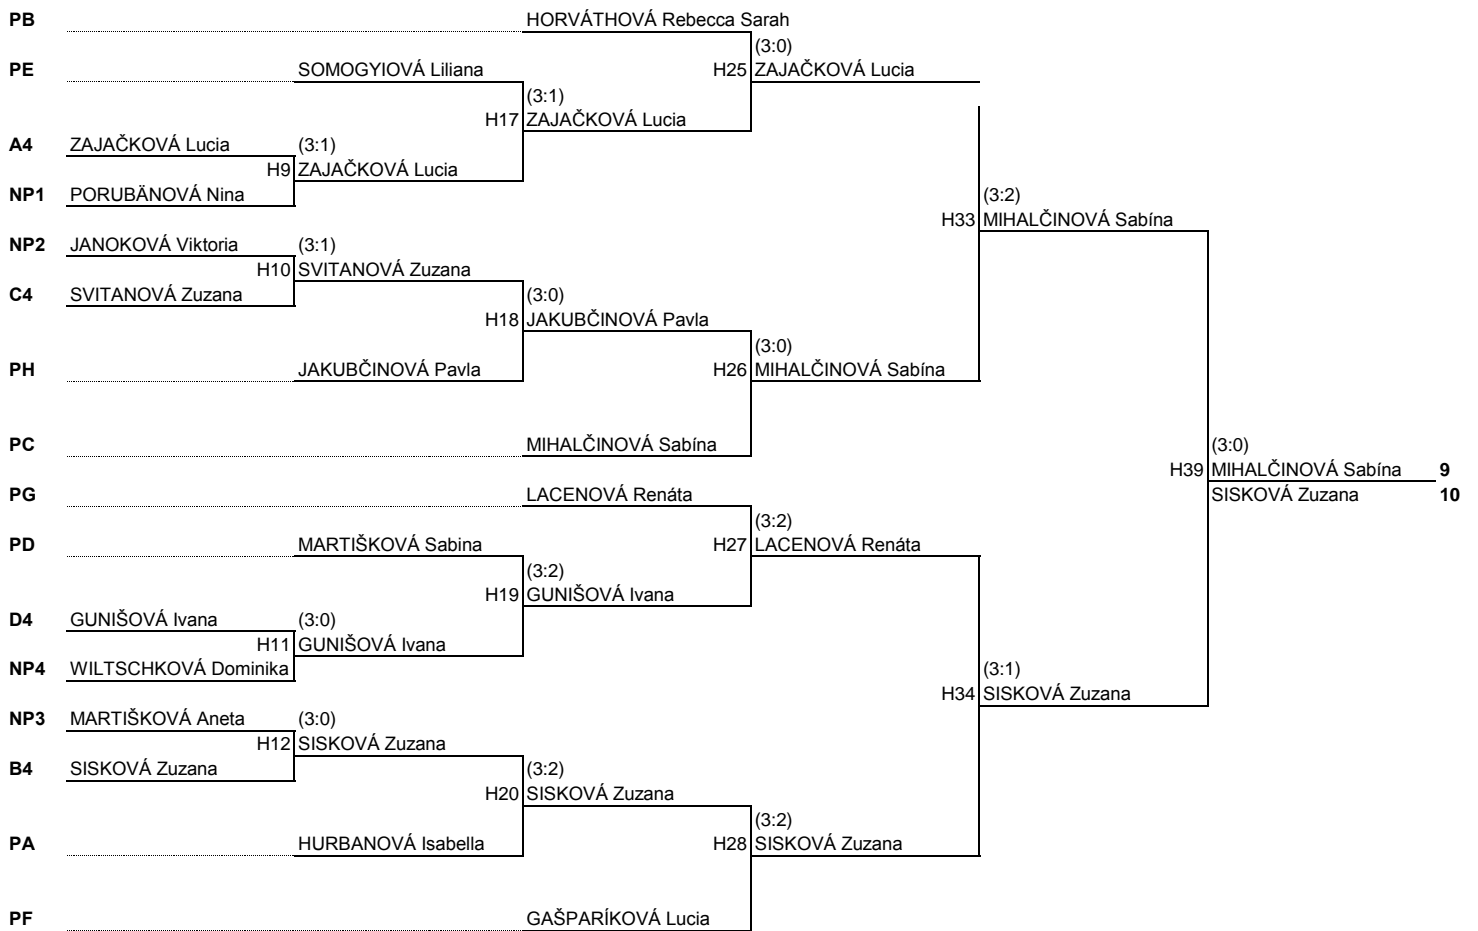 PB HORVÁTHOVÁ Rebecca Sarah
(3:0)
PE SOMOGYIOVÁ Liliana H25 ZAJAČKOVÁ Lucia
(3:1)
H17 ZAJAČKOVÁ Lucia
A4 ZAJAČKOVÁ Lucia (3:1)
H9 ZAJAČKOVÁ Lucia
NP1 PORUBÄNOVÁ Nina (3:2)
H33 MIHALČINOVÁ Sabína
NP2 JANOKOVÁ Viktoria (3:1)
H10 SVITANOVÁ Zuzana
C4 SVITANOVÁ Zuzana (3:0)
H18 JAKUBČINOVÁ Pavla
(3:0)
PH JAKUBČINOVÁ Pavla H26 MIHALČINOVÁ Sabína
PC MIHALČINOVÁ Sabína (3:0)
H39 MIHALČINOVÁ Sabína 9
PG LACENOVÁ Renáta SISKOVÁ Zuzana 10
(3:2)
PD MARTIŠKOVÁ Sabina H27 LACENOVÁ Renáta
(3:2)
H19 GUNIŠOVÁ Ivana
D4 GUNIŠOVÁ Ivana (3:0)
H11 GUNIŠOVÁ Ivana
NP4 WILTSCHKOVÁ Dominika (3:1)
H34 SISKOVÁ Zuzana
NP3 MARTIŠKOVÁ Aneta (3:0)
H12 SISKOVÁ Zuzana
B4 SISKOVÁ Zuzana (3:2)
H20 SISKOVÁ Zuzana
(3:2)
PA HURBANOVÁ Isabella H28 SISKOVÁ Zuzana
PF GAŠPARÍKOVÁ Lucia